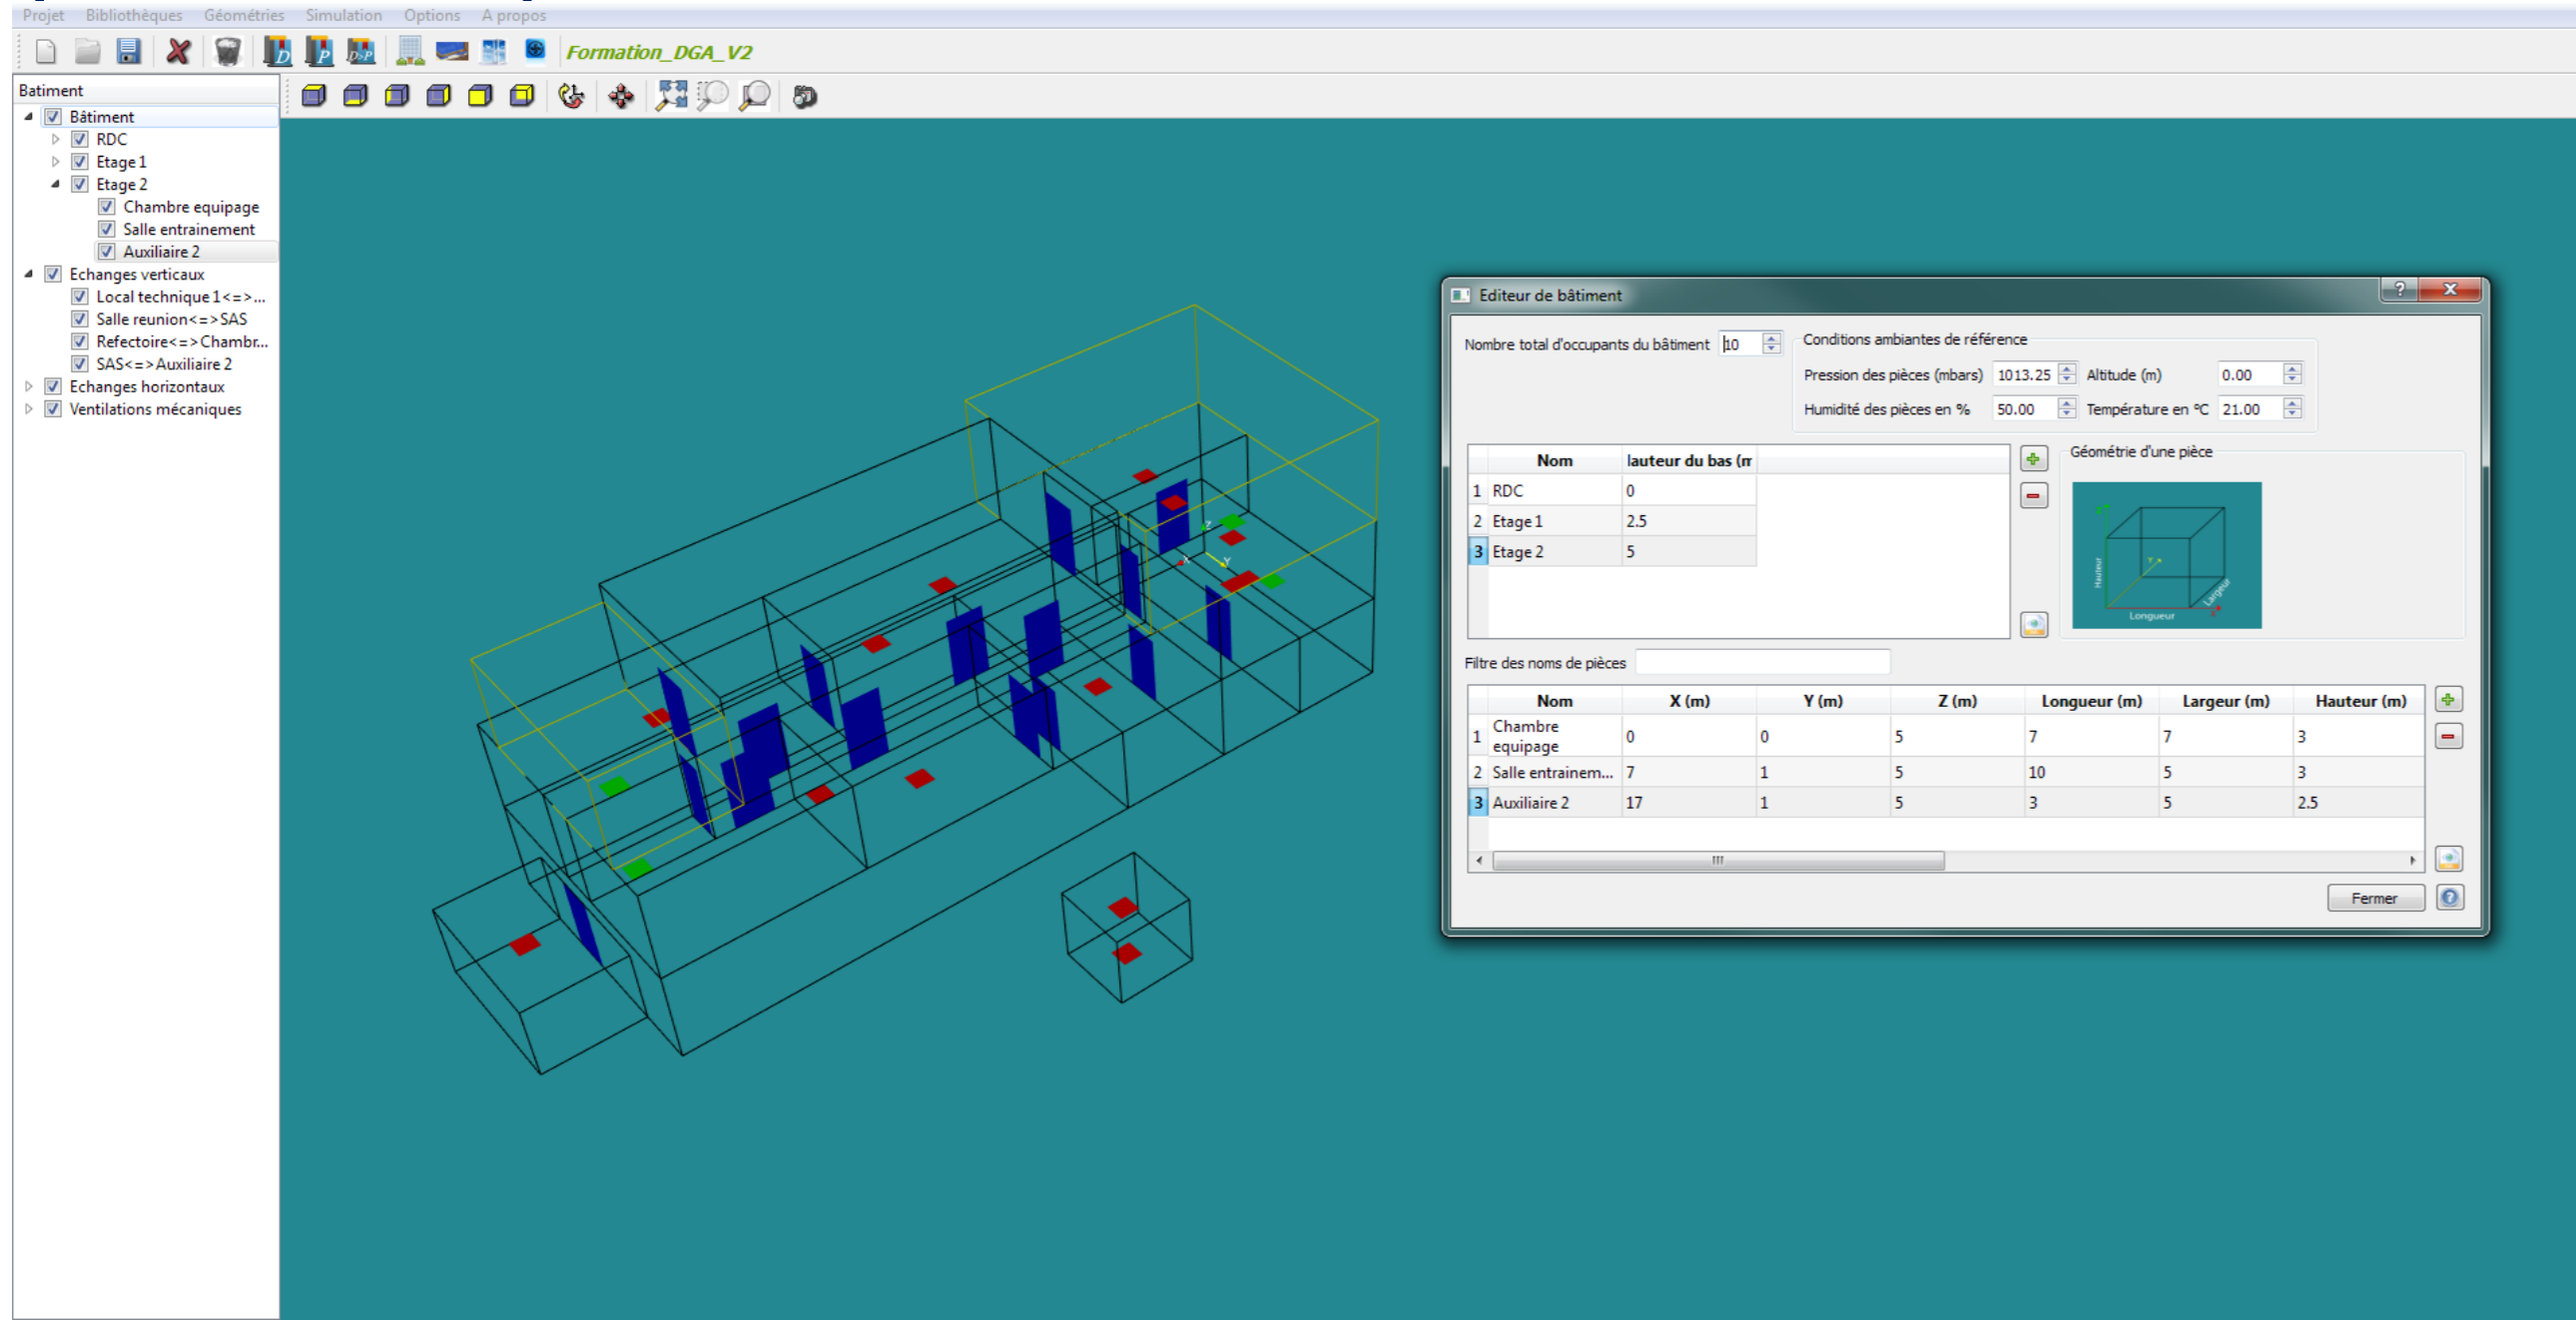 Projet Bibliothèques Géométries Simulation Options A propos
D P D>P Formation_DGA_V2
Batiment
Bâtiment
RDC
Etage 1
Etage 2
Chambre equipage
Salle entrainement
Auxiliaire 2
Echanges verticaux
Local technique 1<=>...
Salle reunion<=>SAS
Refectoire<=>Chambr...
SAS<=>Auxiliaire 2
Echanges horizontaux
Ventilations mécaniques
Z
X Y
Editeur de bâtiment
Nombre total d'occupants du bâtiment 10
Conditions ambiantes de référence
Pression des pièces (mbars) 1013.25 Altitude (m) 0.00
Humidité des pièces en % 50.00 Température en °C 21.00
Nom lauteur du bas (m
1 RDC 0
2 Etage 1 2.5
3 Etage 2 5
Géométrie d'une pièce
Hauteur
Largeur
Longueur
Filtre des noms de pièces
Nom X (m) Y (m) Z (m) Longueur (m) Largeur (m) Hauteur (m)
1 Chambre equipage 0 0 5 7 7 3
2 Salle entrainem... 7 1 5 10 5 3
3 Auxiliaire 2 17 1 5 3 5 2.5
Fermer